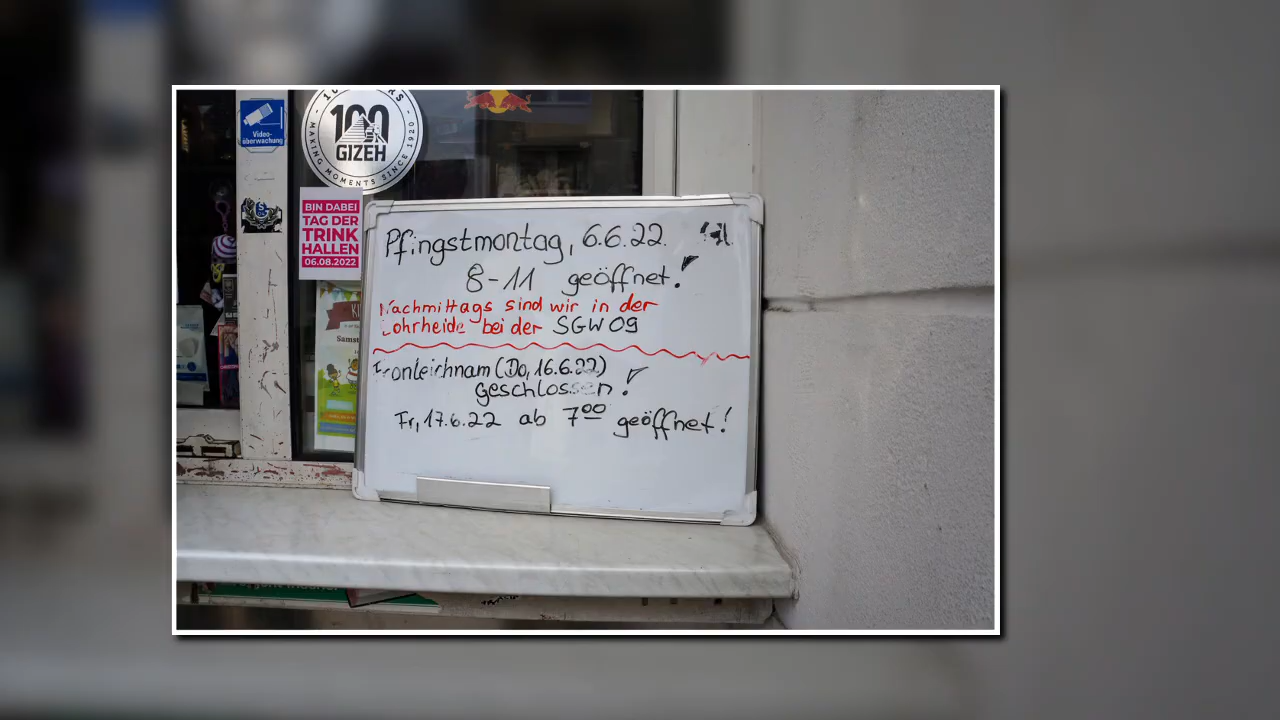 Video-
überwachung
100
GIZEH
MAKING MOMENTS SINCE 1920
BIN DABEI
TAG DER
TRINK
HALLEN
06.08.2022
Pfingstmontag, 6.6.22.
8-11 geöffnet!
Nachmittags sind wir in der
Lohrheide bei der SGW09
Fronleichnam (Do, 16.6.22)
geschlossen!
Fr, 17.6.22 ab 7⁰⁰ geöffnet!
Samst